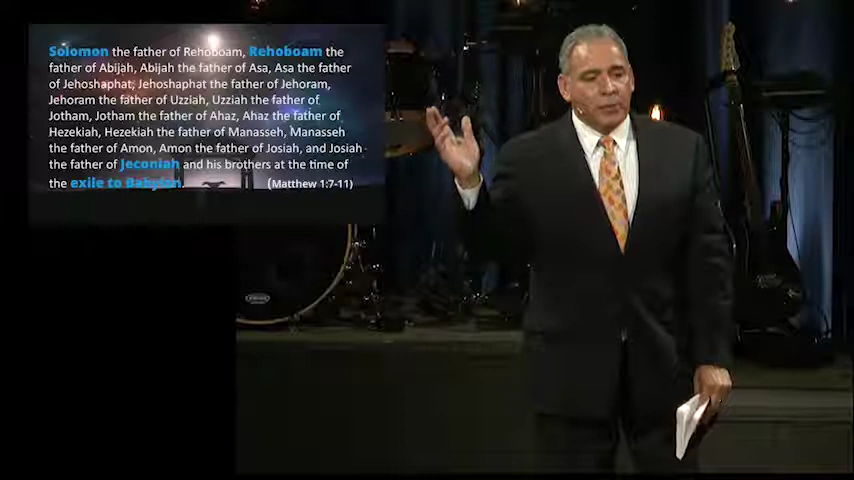 Solomon the father of Rehoboam, Rehoboam the
father of Abijah, Abijah the father of Asa, Asa the father
of Jehoshaphat, Jehoshaphat the father of Jehoram,
Jehoram the father of Uzziah, Uzziah the father of
Jotham, Jotham the father of Ahaz, Ahaz the father of
Hezekiah, Hezekiah the father of Manasseh, Manasseh
the father of Amon, Amon the father of Josiah, and Josiah
the father of Jeconiah and his brothers at the time of
the exile to Babylon. (Matthew 1:7-11)